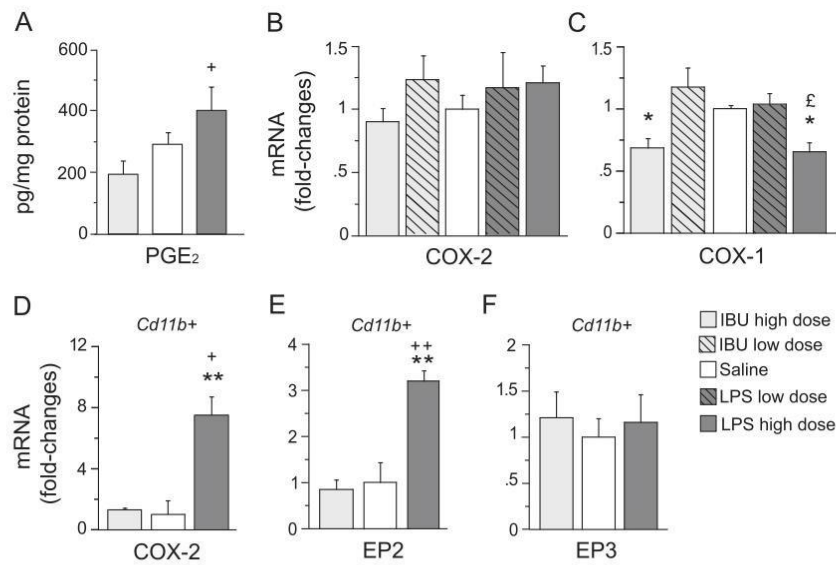 A
600
400
200
0
pg/mg protein
+
PGE₂
B
1.5
1
.5
0
mRNA
(fold-changes)
COX-2
C
1.5
1
.5
0
*
£
*
COX-1
D
Cd11b+
12
8
4
0
mRNA
(fold-changes)
+
**
COX-2
E
Cd11b+
4
3
2
1
0
++
**
EP2
F
Cd11b+
2
1.5
1
.5
0
EP3
IBU high dose
IBU low dose
Saline
LPS low dose
LPS high dose